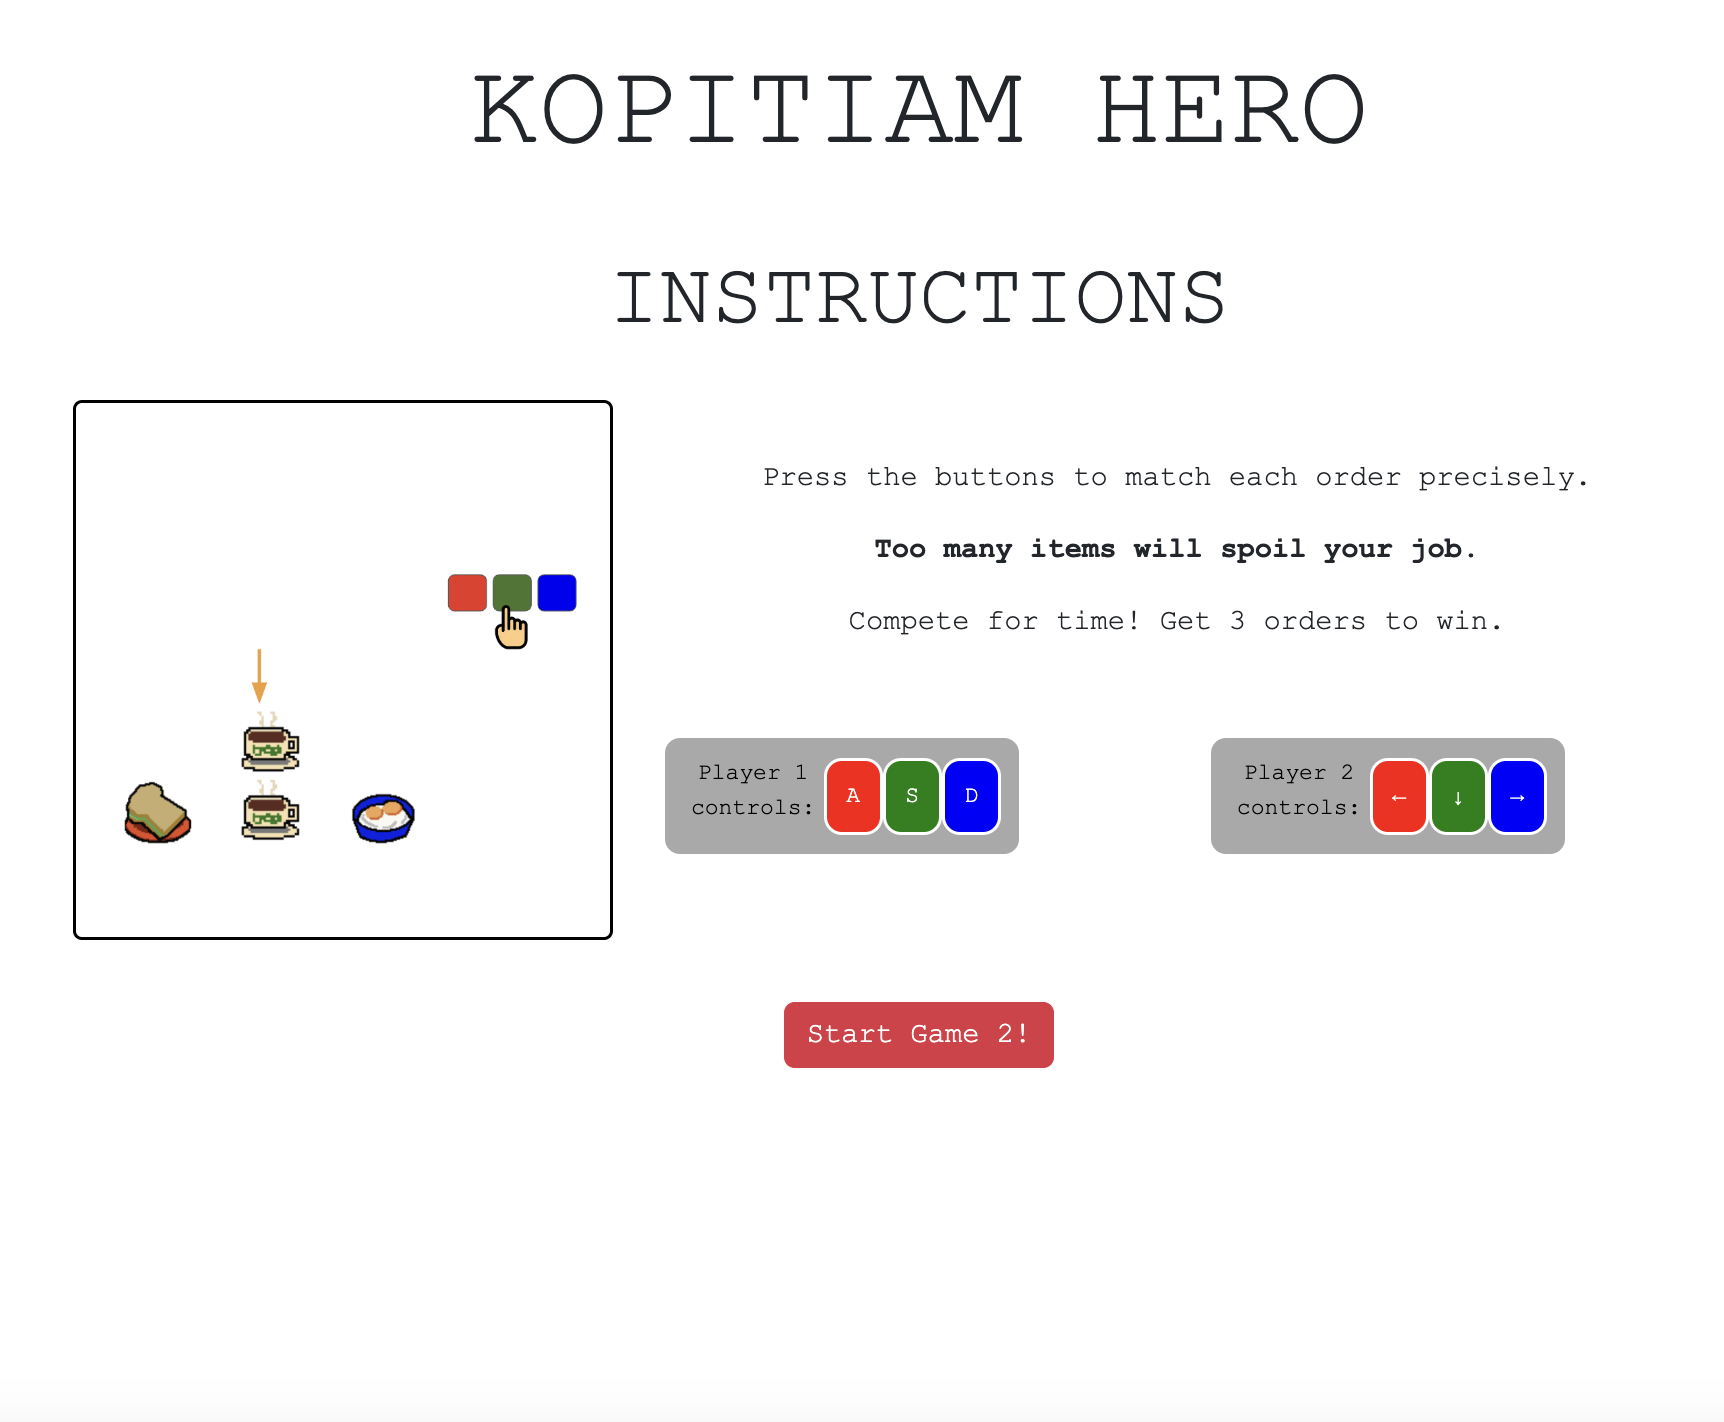 KOPITIAM HERO
INSTRUCTIONS
Press the buttons to match each order precisely.
Too many items will spoil your job.
Compete for time! Get 3 orders to win.
Player 1
controls:
A S D
Player 2
controls:
← ↓ →
Start Game 2!